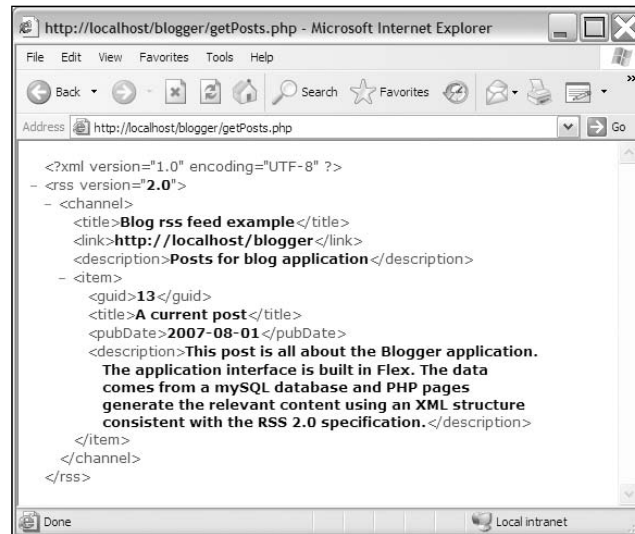 http://localhost/blogger/getPosts.php - Microsoft Internet Explorer
File Edit View Favorites Tools Help
Back Search Favorites »
Address http://localhost/blogger/getPosts.php Go
<?xml version="1.0" encoding="UTF-8" ?>
– <rss version="2.0">
– <channel>
<title>Blog rss feed example</title>
<link>http://localhost/blogger</link>
<description>Posts for blog application</description>
– <item>
<guid>13</guid>
<title>A current post</title>
<pubDate>2007-08-01</pubDate>
<description>This post is all about the Blogger application.
The application interface is built in Flex. The data
comes from a mySQL database and PHP pages
generate the relevant content using an XML structure
consistent with the RSS 2.0 specification.</description>
</item>
</channel>
</rss>
Done Local intranet